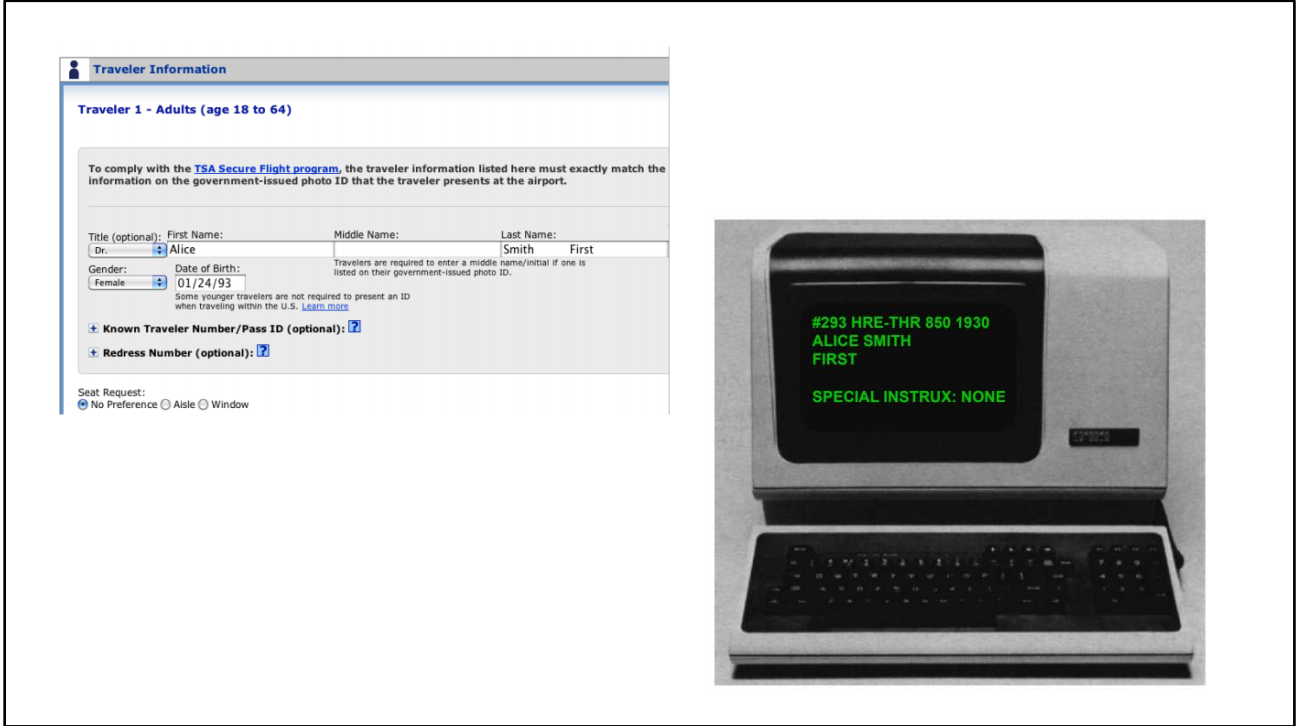 Traveler Information
Traveler 1 - Adults (age 18 to 64)
To comply with the TSA Secure Flight program, the traveler information listed here must exactly match the
information on the government-issued photo ID that the traveler presents at the airport.
Title (optional): First Name: Middle Name: Last Name:
Dr. Alice Smith First
Travelers are required to enter a middle name/initial if one is
listed on their government-issued photo ID.
Gender: Date of Birth:
Female 01/24/93
Some younger travelers are not required to present an ID
when traveling within the U.S. Learn more
+ Known Traveler Number/Pass ID (optional): ?
+ Redress Number (optional): ?
Seat Request:
No Preference Aisle Window
#293 HRE-THR 850 1930
ALICE SMITH
FIRST
SPECIAL INSTRUX: NONE